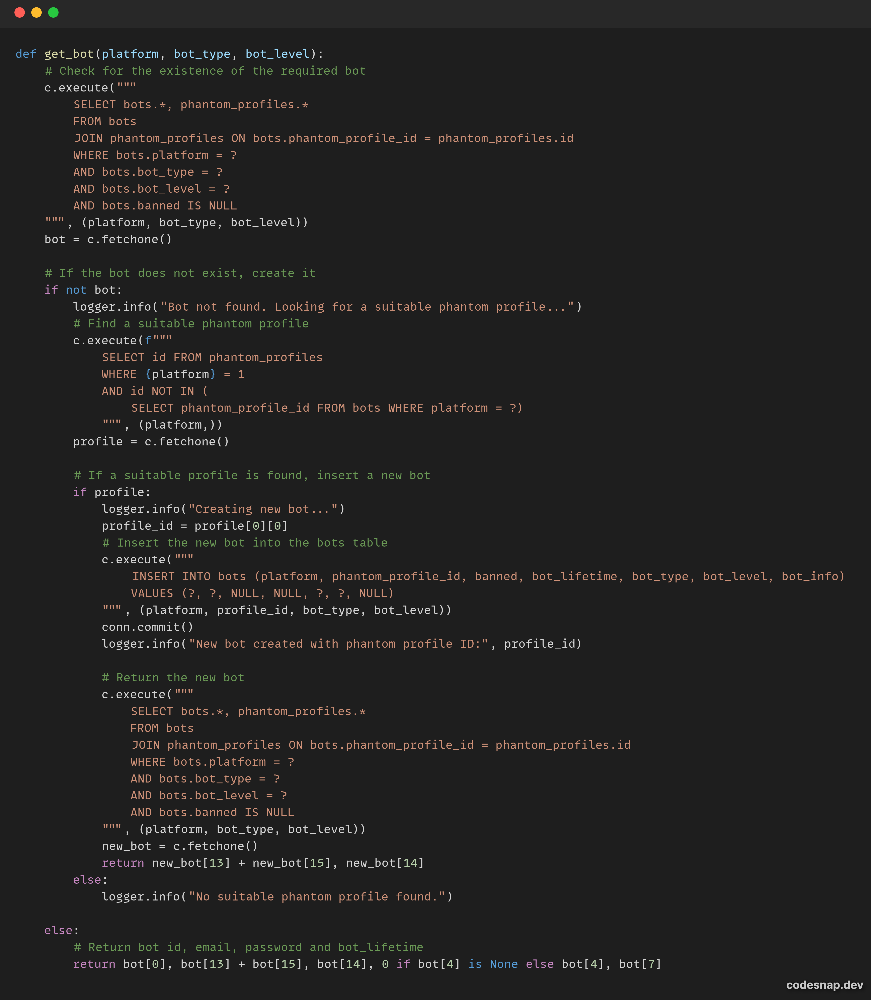 def get_bot(platform, bot_type, bot_level):
    # Check for the existence of the required bot
    c.execute("""
        SELECT bots.*, phantom_profiles.*
        FROM bots
        JOIN phantom_profiles ON bots.phantom_profile_id = phantom_profiles.id
        WHERE bots.platform = ?
        AND bots.bot_type = ?
        AND bots.bot_level = ?
        AND bots.banned IS NULL
    """, (platform, bot_type, bot_level))
    bot = c.fetchone()

    # If the bot does not exist, create it
    if not bot:
        logger.info("Bot not found. Looking for a suitable phantom profile...")
        # Find a suitable phantom profile
        c.execute(f"""
            SELECT id FROM phantom_profiles
            WHERE {platform} = 1
            AND id NOT IN (
                SELECT phantom_profile_id FROM bots WHERE platform = ?)
            """, (platform,))
        profile = c.fetchone()

        # If a suitable profile is found, insert a new bot
        if profile:
            logger.info("Creating new bot...")
            profile_id = profile[0][0]
            # Insert the new bot into the bots table
            c.execute("""
                INSERT INTO bots (platform, phantom_profile_id, banned, bot_lifetime, bot_type, bot_level, bot_info)
                VALUES (?, ?, NULL, NULL, ?, ?, NULL)
            """, (platform, profile_id, bot_type, bot_level))
            conn.commit()
            logger.info("New bot created with phantom profile ID:", profile_id)

            # Return the new bot
            c.execute("""
                SELECT bots.*, phantom_profiles.*
                FROM bots
                JOIN phantom_profiles ON bots.phantom_profile_id = phantom_profiles.id
                WHERE bots.platform = ?
                AND bots.bot_type = ?
                AND bots.bot_level = ?
                AND bots.banned IS NULL
            """, (platform, bot_type, bot_level))
            new_bot = c.fetchone()
            return new_bot[13] + new_bot[15], new_bot[14]
        else:
            logger.info("No suitable phantom profile found.")

    else:
        # Return bot id, email, password and bot_lifetime
        return bot[0], bot[13] + bot[15], bot[14], 0 if bot[4] is None else bot[4], bot[7]
codesnap.dev